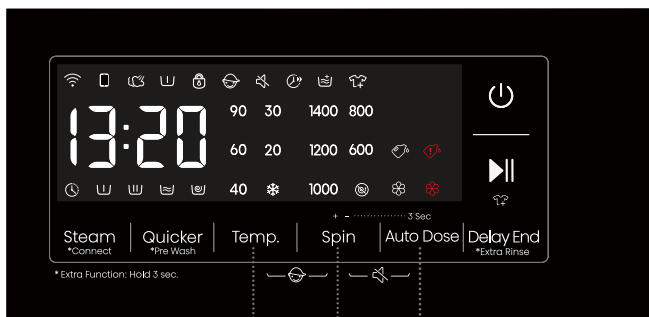 13:20
90 30 1400 800
60 20 1200 600
40 1000
+ - 3 Sec
Steam Quicker Temp. Spin Auto Dose Delay End
*Connect *Pre Wash *Extra Rinse
* Extra Function: Hold 3 sec.